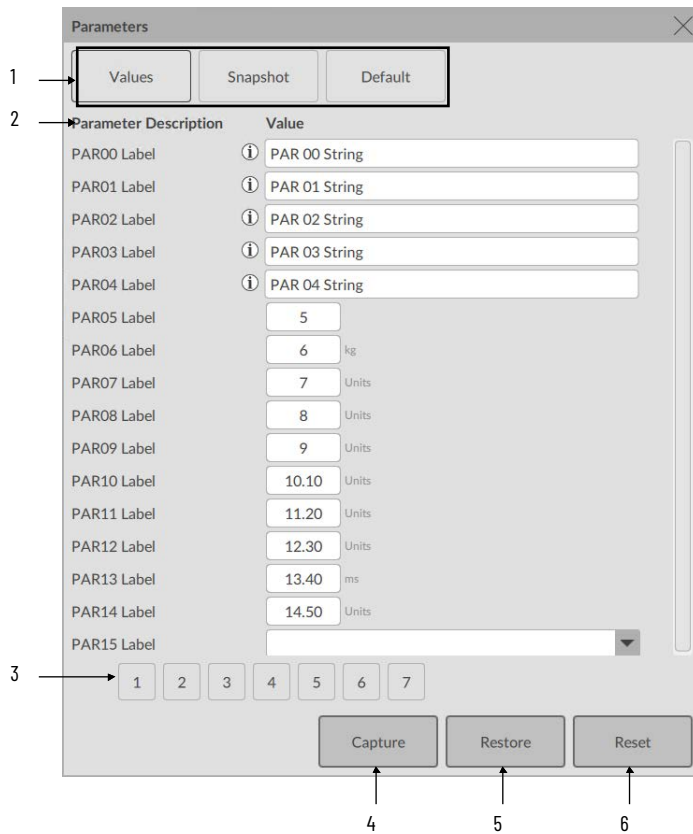 Parameters
1
Values Snapshot Default
2
Parameter Description Value
PAR00 Label i PAR 00 String
PAR01 Label i PAR 01 String
PAR02 Label i PAR 02 String
PAR03 Label i PAR 03 String
PAR04 Label i PAR 04 String
PAR05 Label 5
PAR06 Label 6 kg
PAR07 Label 7 Units
PAR08 Label 8 Units
PAR09 Label 9 Units
PAR10 Label 10.10 Units
PAR11 Label 11.20 Units
PAR12 Label 12.30 Units
PAR13 Label 13.40 ms
PAR14 Label 14.50 Units
PAR15 Label
3
1 2 3 4 5 6 7
Capture Restore Reset
4 5 6